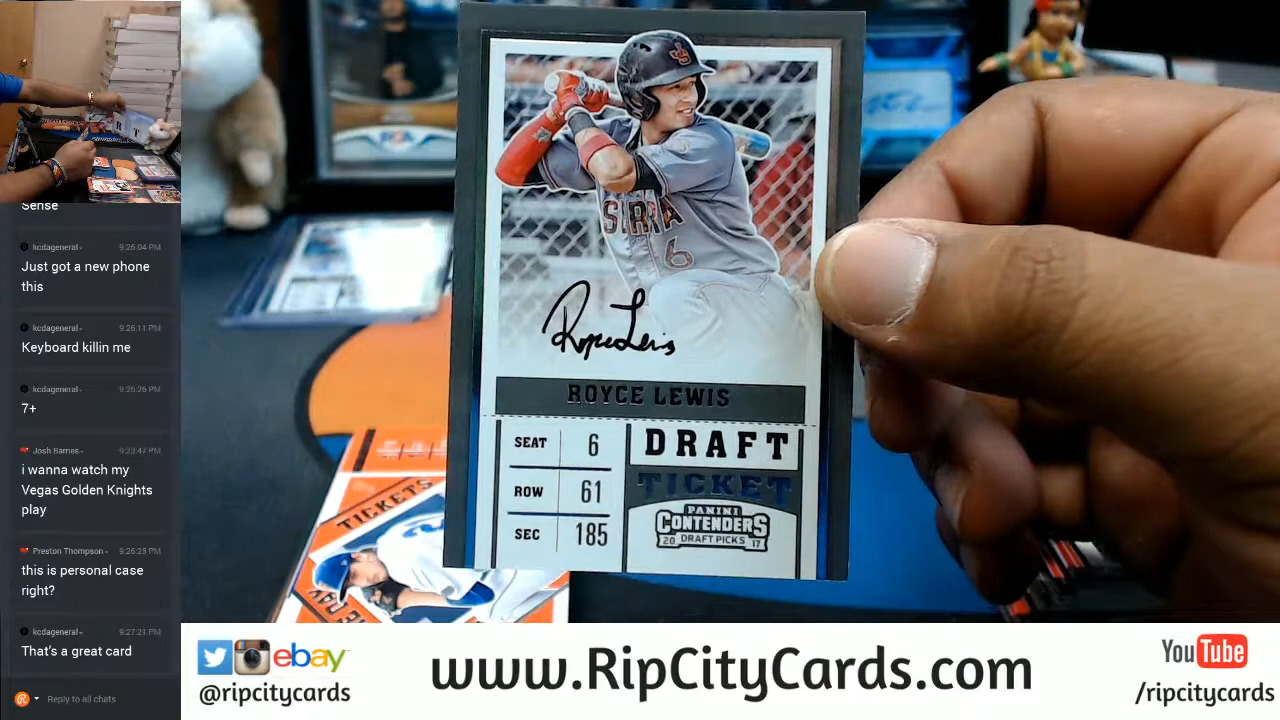 Sense
kcdageneral 9:26:04 PM
Just got a new phone
this
kcdageneral 9:26:11 PM
Keyboard killin me
kcdageneral 9:26:26 PM
7+
Josh Barnes 9:23:47 PM
i wanna watch my
Vegas Golden Knights
play
Preston Thompson 9:26:25 PM
this is personal case
right?
kcdageneral 9:27:21 PM
That's a great card
Reply to all chats
SIERRA
6
Royce Lewis
ROYCE LEWIS
SEAT 6
ROW 61
SEC 185
DRAFT
TICKET
PANINI
CONTENDERS
20 DRAFT PICKS 17
TICKETS
ebay
@ripcitycards
www.RipCityCards.com
YouTube
/ripcitycards